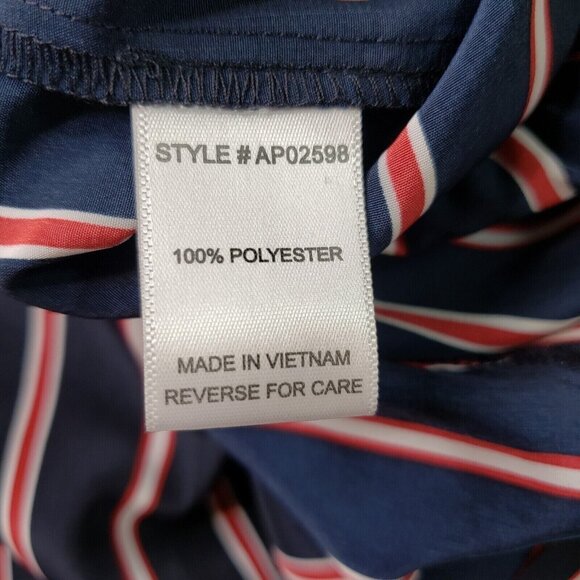 STYLE # AP02598
100% POLYESTER
MADE IN VIETNAM
REVERSE FOR CARE